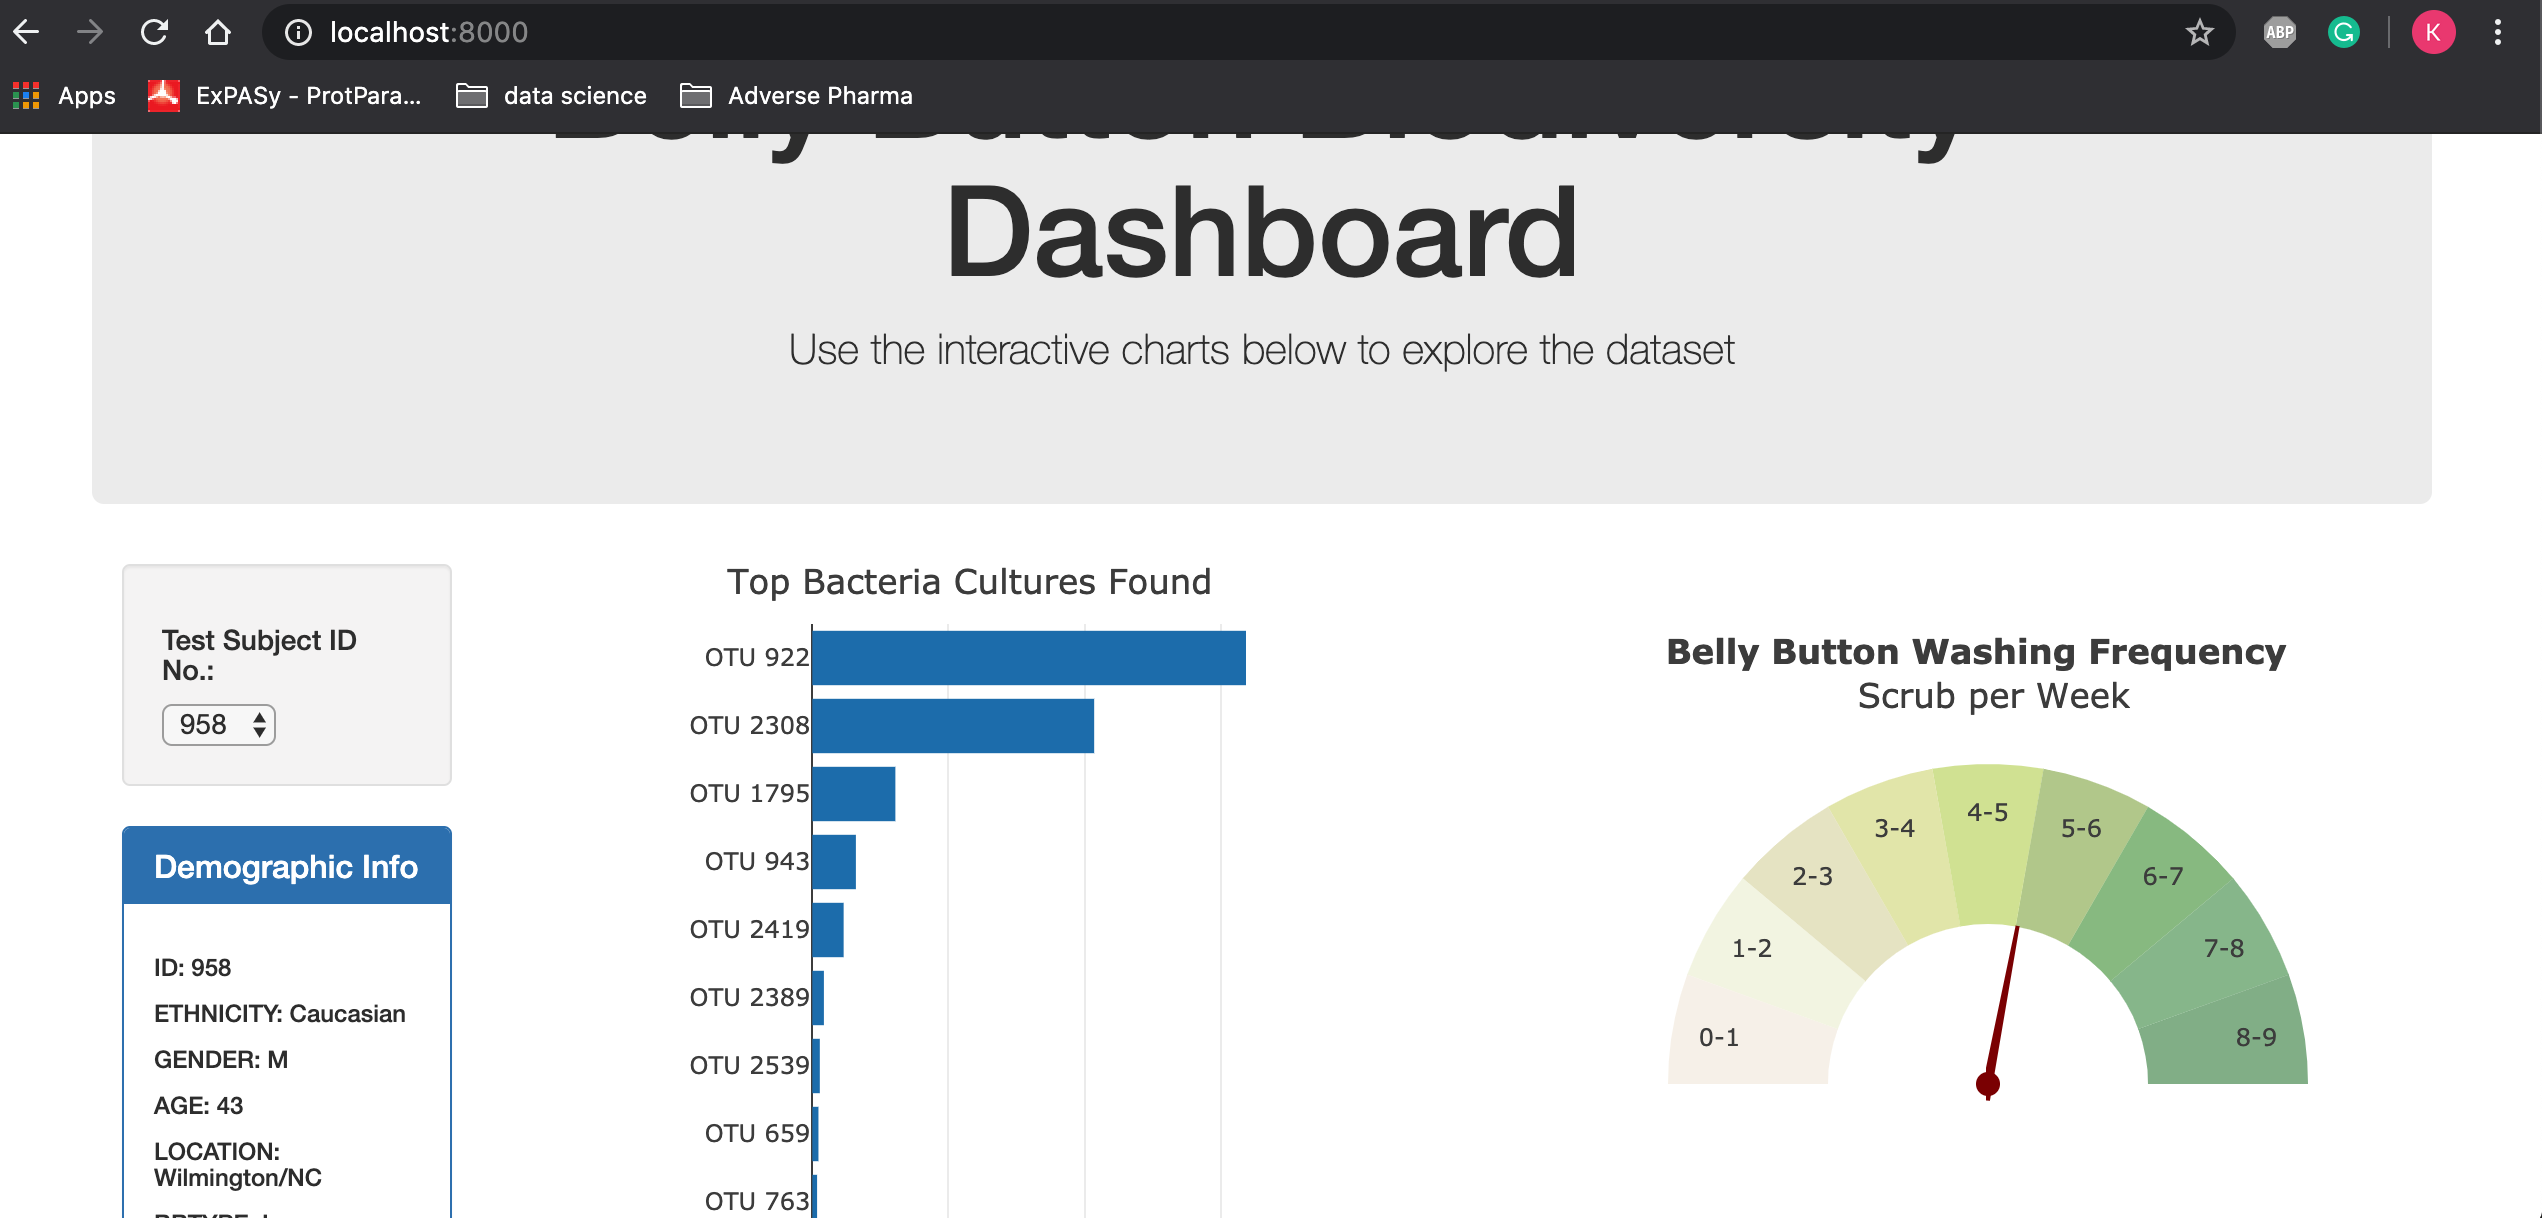 localhost:8000
ABP
G
K
Apps
ExPASy - ProtPara...
data science
Adverse Pharma
Belly Button Biodiversity
Dashboard
Use the interactive charts below to explore the dataset
Test Subject ID
No.:
958
Demographic Info
ID: 958
ETHNICITY: Caucasian
GENDER: M
AGE: 43
LOCATION:
Wilmington/NC
Top Bacteria Cultures Found
OTU 922
OTU 2308
OTU 1795
OTU 943
OTU 2419
OTU 2389
OTU 2539
OTU 659
OTU 763
Belly Button Washing Frequency
Scrub per Week
0-1
1-2
2-3
3-4
4-5
5-6
6-7
7-8
8-9